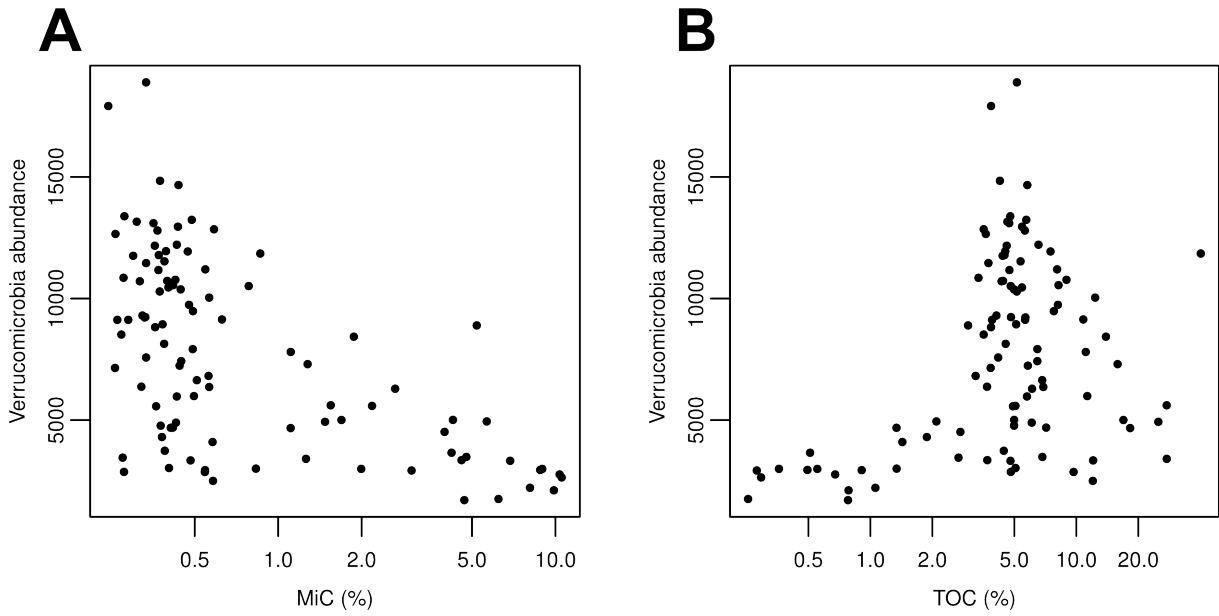 A
Verrucomicrobia abundance
15000
10000
5000
0.5 1.0 2.0 5.0 10.0
MiC (%)
B
Verrucomicrobia abundance
15000
10000
5000
0.5 1.0 2.0 5.0 10.0 20.0
TOC (%)